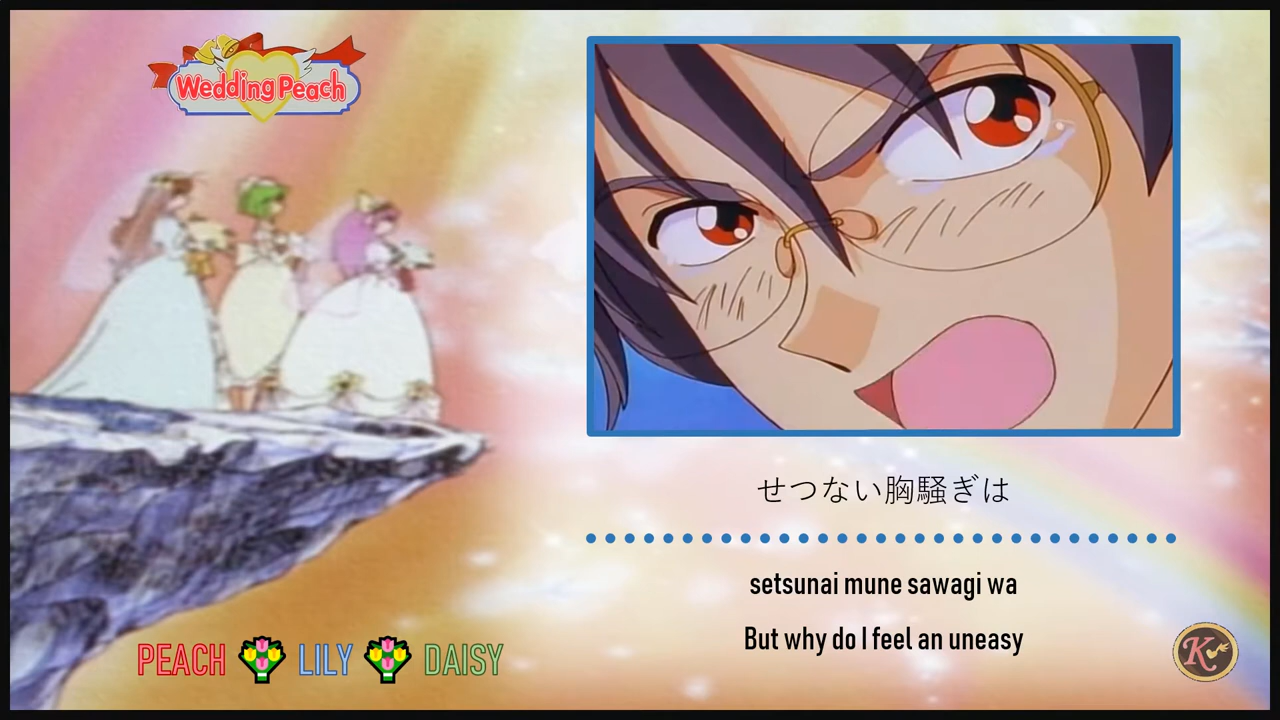 Wedding Peach
せつない胸騒ぎは
setsunai mune sawagi wa
But why do I feel an uneasy
PEACH LILY DAISY
K